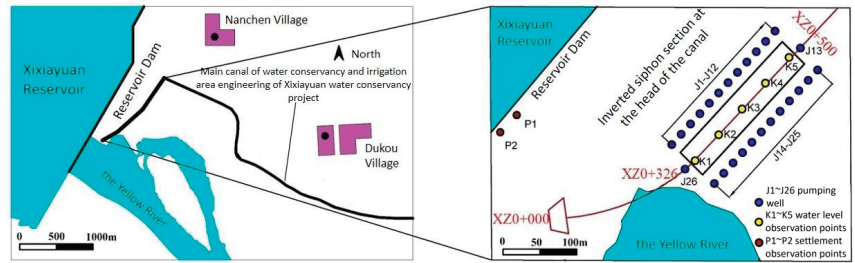 Nanchen Village
North
Xixiayuan
Reservoir
Reservoir Dam
Main canal of water conservancy and irrigation
area engineering of Xixiayuan water conservancy
project
Dukou
Village
the Yellow River
500 0 1000m
Xixiayuan
Reservoir
Reservoir Dam
Inverted siphon section at
the head of the canal
XZ0+500
J13
K5
J1-J12
K4
K3
K2
K1
J14-J25
J26
P1
P2
XZ0+326
XZ0+000
the Yellow River
50 0 100m
J1~J26 pumping
well
K1~K5 water level
observation points
P1~P2 settlement
observation points